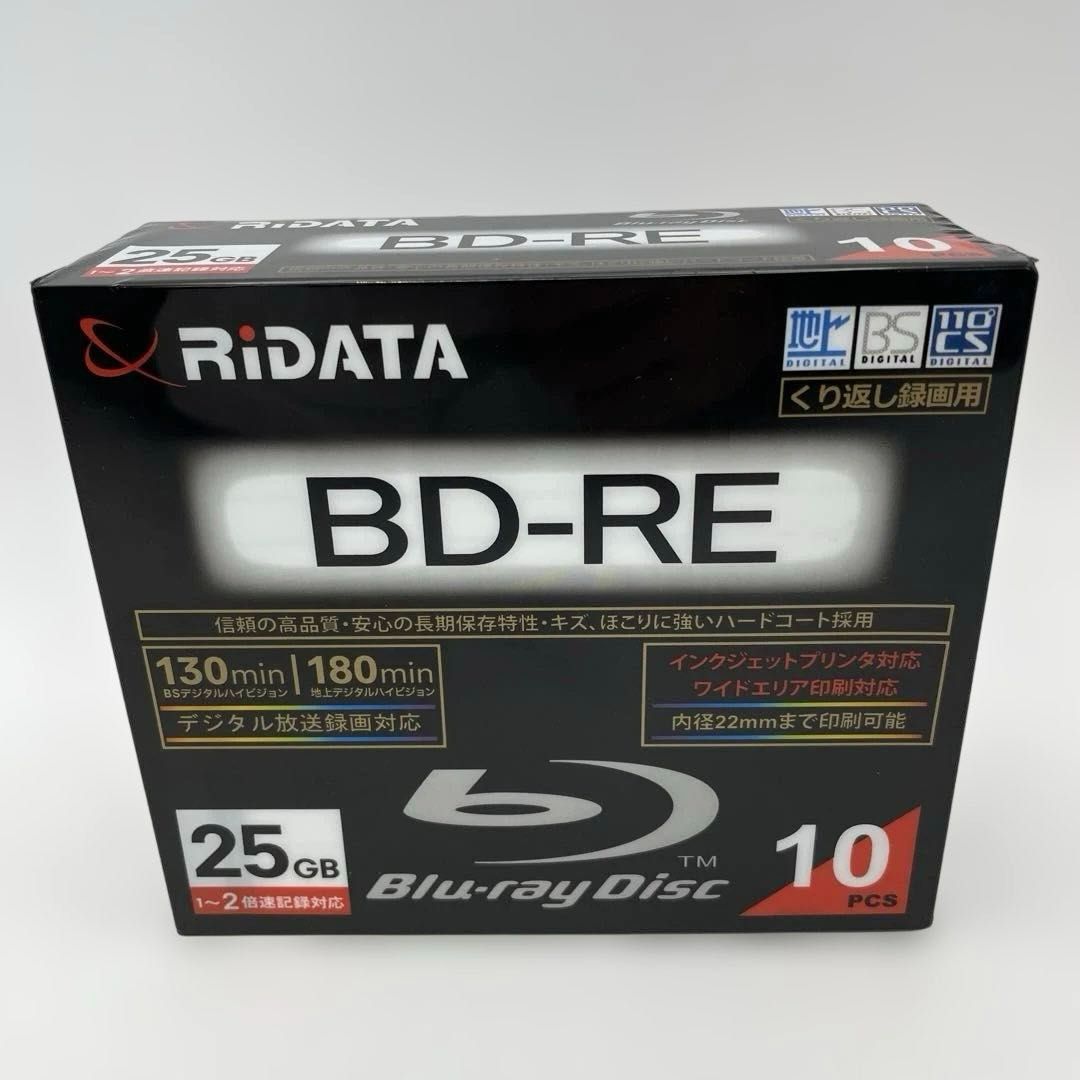 RiDATA
BD-RE
25GB
1～2倍速記録対応
10
PCS
RiDATA
地上 DIGITAL
BS DIGITAL
110° CS DIGITAL
くり返し録画用
BD-RE
信頼の高品質・安心の長期保存特性・キズ、ほこりに強いハードコート採用
130min | 180min
BSデジタルハイビジョン 地上デジタルハイビジョン
デジタル放送録画対応
インクジェットプリンタ対応
ワイドエリア印刷対応
内径22mmまで印刷可能
25GB
1～2倍速記録対応
Blu-ray Disc TM
10
PCS